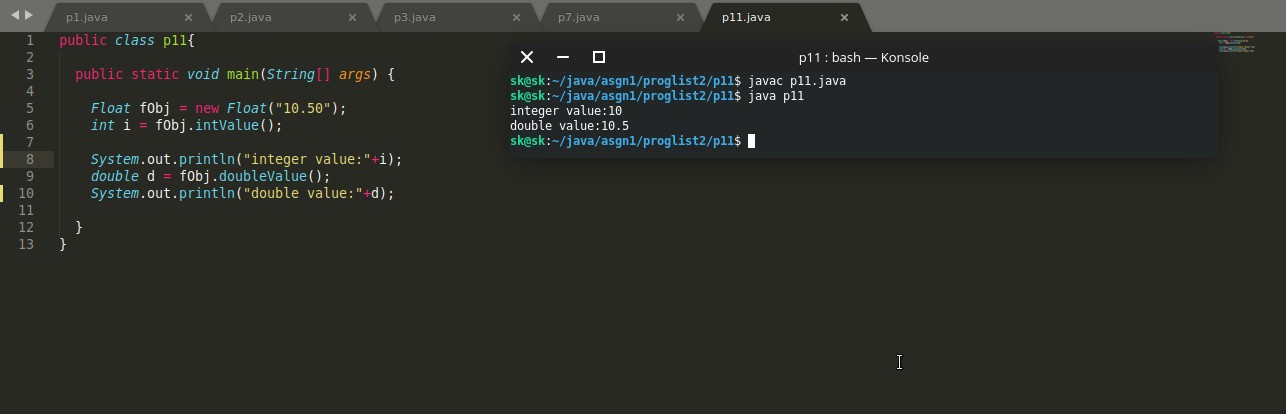 p1.java
p2.java
p3.java
p7.java
p11.java
1 public class p11{
2
3 public static void main(String[] args) {
4
5 Float fObj = new Float("10.50");
6 int i = fObj.intValue();
7
8 System.out.println("integer value:"+i);
9 double d = fObj.doubleValue();
10 System.out.println("double value:"+d);
11
12 }
13 }
p11 : bash — Konsole
sk@sk:~/java/asgn1/proglist2/p11$ javac p11.java
sk@sk:~/java/asgn1/proglist2/p11$ java p11
integer value:10
double value:10.5
sk@sk:~/java/asgn1/proglist2/p11$